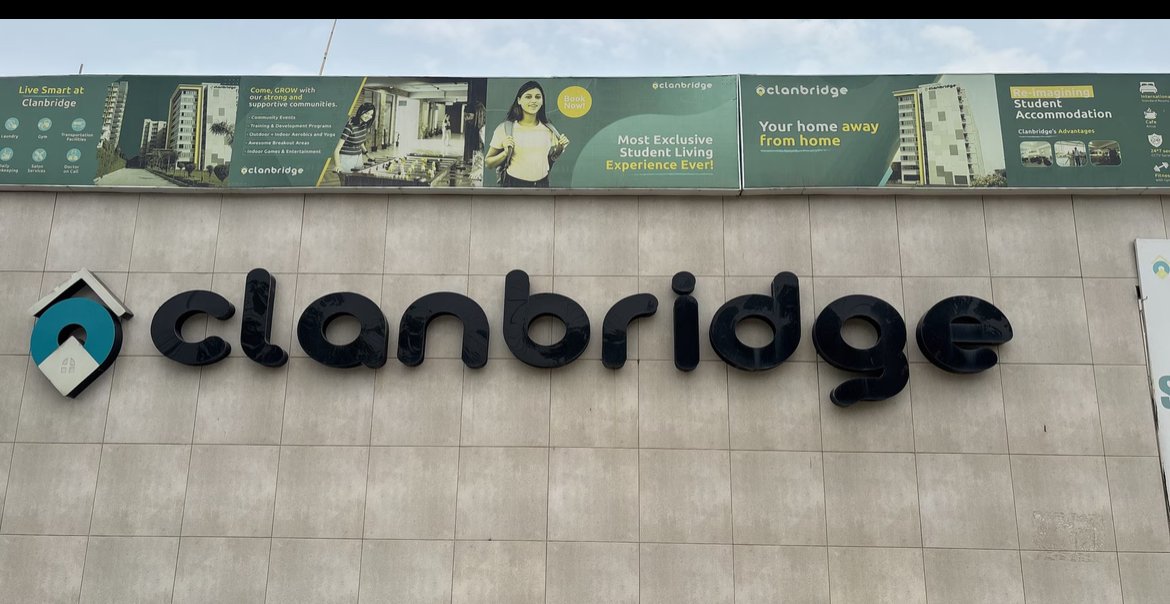 Live Smart at
Clanbridge
Laundry
Gym
Transportation
Facilities
Salon
Services
Doctor
on Call
Come, GROW with
our strong and
supportive communities.
- Community Events
- Training & Development Programs
- Outdoor + Indoor Aerobics and Yoga
- Awesome Breakout Areas
- Indoor Games & Entertainment
clanbridge
Book
Now!
clanbridge
Most Exclusive
Student Living
Experience Ever!
clanbridge
Your home away
from home
Re-imagining
Student
Accommodation
Clanbridge's Advantages
Cafe
clanbridge